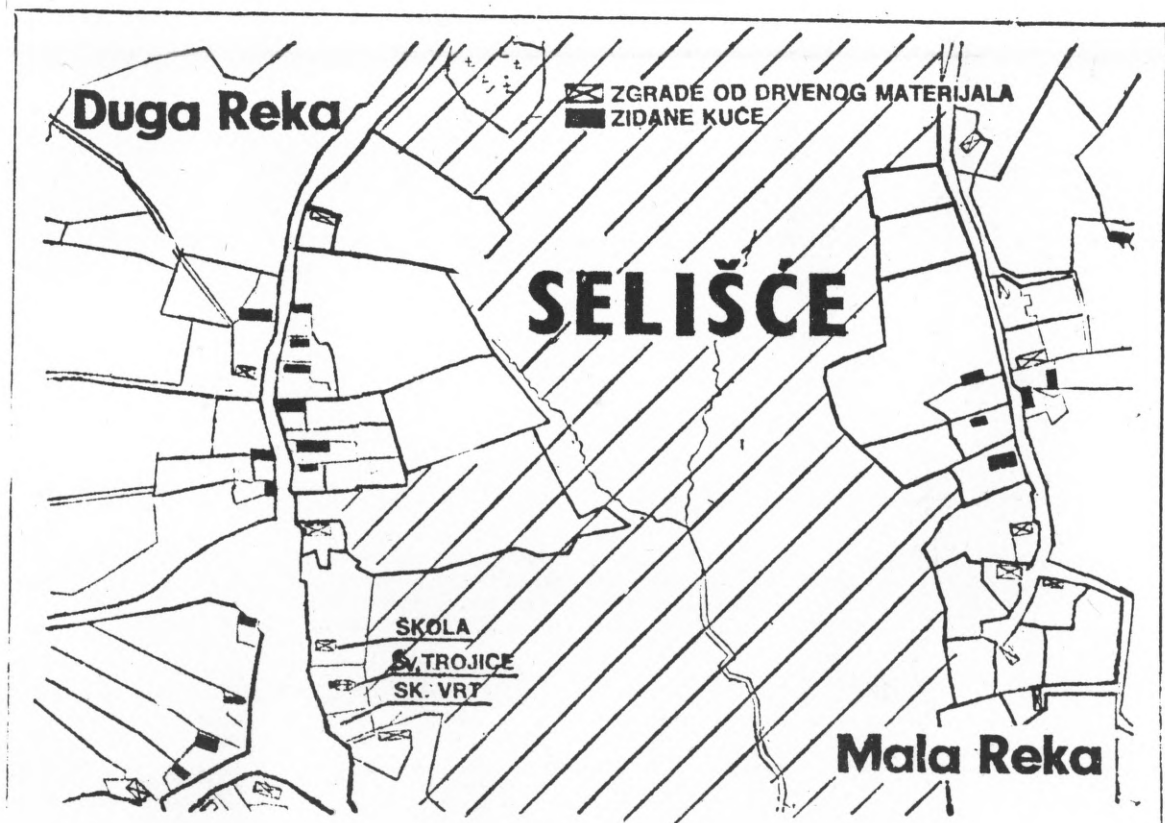 Duga Reka
ZGRADE OD DRVENOG MATERIJALA
ZIDANE KUĆE
SELIŠĆE
ŠKOLA
Sv. TROJICE
SK. VRT
Mala Reka